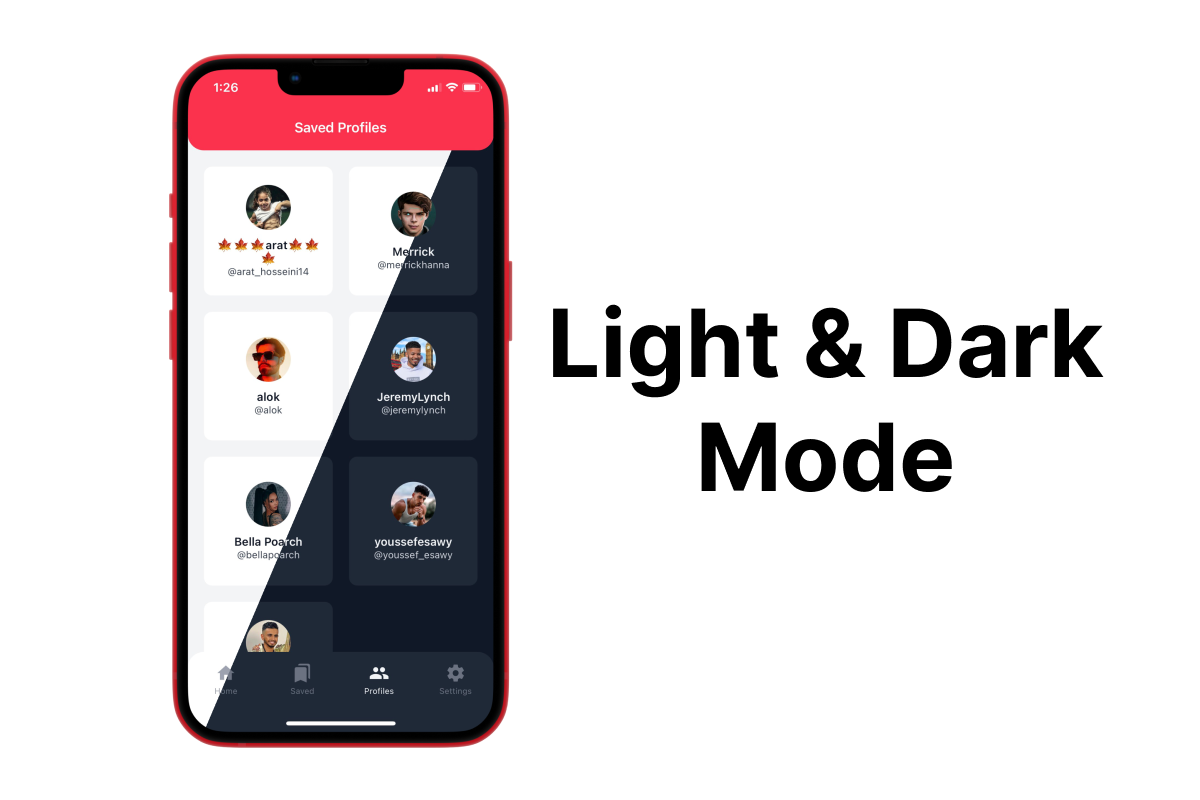 1:26
Saved Profiles
🍁🍁🍁arat🍁🍁
🍁
@arat_hosseini14
Merrick
@merrickhanna
alok
@alok
JeremyLynch
@jeremylynch
Bella Poarch
@bellapoarch
youssefesawy
@youssef_esawy
Home
Saved
Profiles
Settings
Light & Dark
Mode